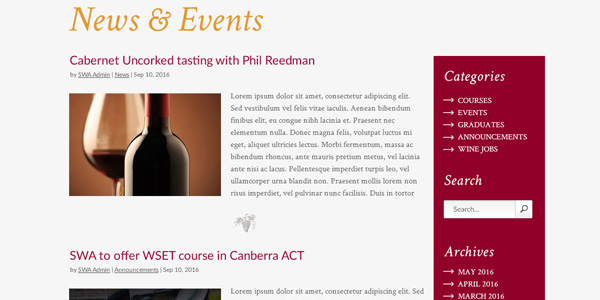 News & Events
Cabernet Uncorked tasting with Phil Reedman
by SWA Admin | News | Sep 10, 2016
Lorem ipsum dolor sit amet, consectetur adipiscing elit.
Sed vestibulum vel felis vitae iaculis. Aenean bibendum
finibus elit, eu congue nibh lacinia et. Praesent nec
elementum nulla. Donec magna felis, volutpat luctus mi
eget, aliquet ultricies lectus. Morbi fermentum, massa ac
bibendum rhoncus, ante mauris pretium metus, vel lacinia
ante nisi ac lacus. Pellentesque imperdiet turpis leo, vel
ullamcorper urna blandit non. Praesent mollis lorem non
risus imperdiet, vel pulvinar nunc facilisis. Duis in tortor
SWA to offer WSET course in Canberra ACT
by SWA Admin | Announcements | Sep 10, 2016
Lorem ipsum dolor sit amet, consectetur adipiscing elit. Sed
Categories
COURSES
EVENTS
GRADUATES
ANNOUNCEMENTS
WINE JOBS
Search
Search...
Archives
MAY 2016
APRIL 2016
MARCH 2016